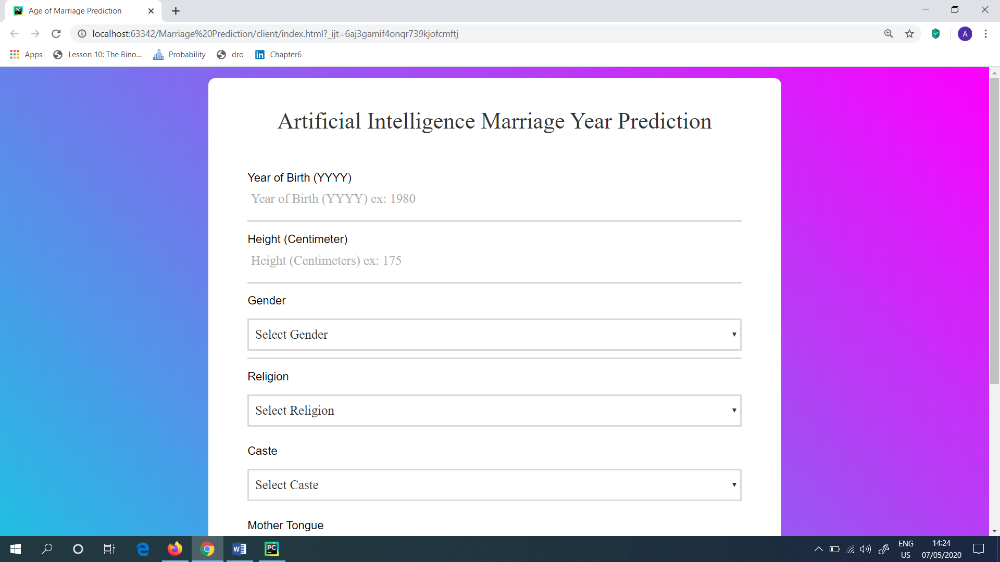 Age of Marriage Prediction
localhost:63342/Marriage%20Prediction/client/index.html?_ijt=6aj3gamif4onqr739kjofcmftj
A
Apps
Lesson 10: The Bino...
Probability
dro
in
Chapter6
Artificial Intelligence Marriage Year Prediction
Year of Birth (YYYY)
Year of Birth (YYYY) ex: 1980
Height (Centimeter)
Height (Centimeters) ex: 175
Gender
Select Gender
Religion
Select Religion
Caste
Select Caste
Mother Tongue
W
PC
ENG
US
14:24
07/05/2020